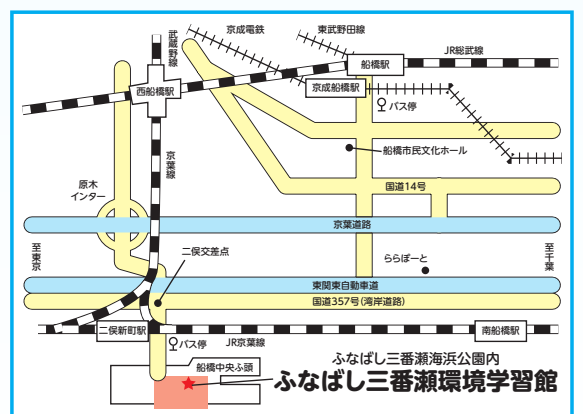 武蔵野線
京成電鉄
東武野田線
JR総武線
船橋駅
西船橋駅
京成船橋駅
バス停
船橋市民文化ホール
京葉線
原木
インター
国道14号
京葉道路
至東京
二俣交差点
ららぽーと
至千葉
東関東自動車道
国道357号(湾岸道路)
二俣新町駅
バス停
JR京葉線
南船橋駅
船橋中央ふ頭
ふなばし三番瀬海浜公園内
ふなばし三番瀬環境学習館